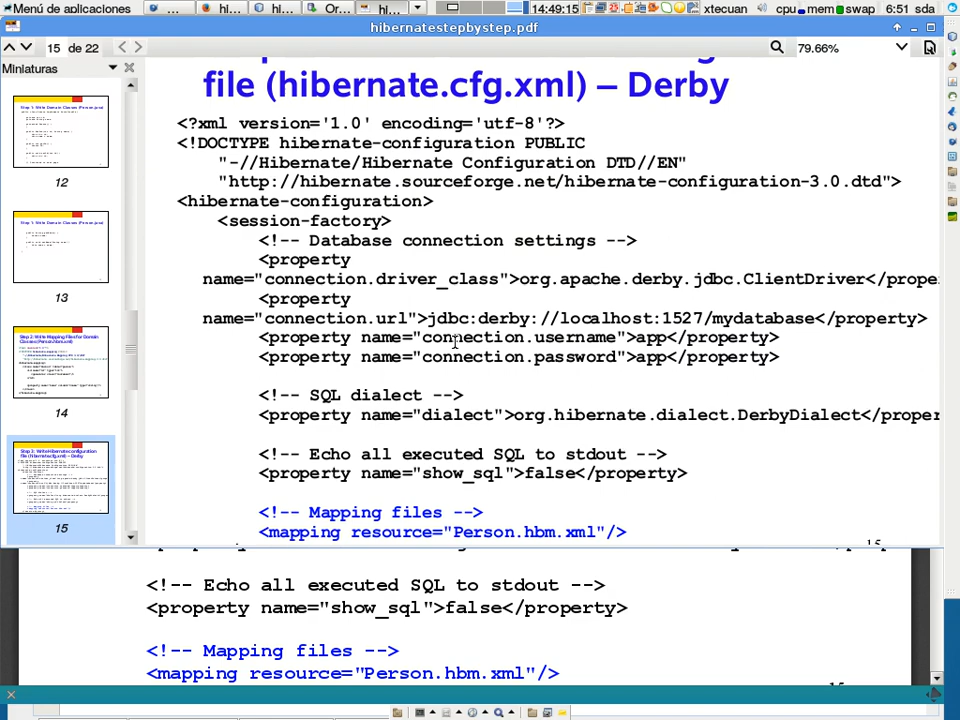 Menú de aplicaciones
...
hi...
hi...
Or...
hi...
14:49:15
xtecuan
cpu
mem
swap
6:51
sda
hibernatestepbystep.pdf
15 de 22
79.66%
Miniaturas
12
13
14
15
file (hibernate.cfg.xml) – Derby
<?xml version='1.0' encoding='utf-8'?>
<!DOCTYPE hibernate-configuration PUBLIC
"-//Hibernate/Hibernate Configuration DTD//EN"
"http://hibernate.sourceforge.net/hibernate-configuration-3.0.dtd">
<hibernate-configuration>
<session-factory>
<!-- Database connection settings -->
<property
name="connection.driver_class">org.apache.derby.jdbc.ClientDriver</prope
<property
name="connection.url">jdbc:derby://localhost:1527/mydatabase</property>
<property name="connection.username">app</property>
<property name="connection.password">app</property>
<!-- SQL dialect -->
<property name="dialect">org.hibernate.dialect.DerbyDialect</proper
<!-- Echo all executed SQL to stdout -->
<property name="show_sql">false</property>
<!-- Mapping files -->
<mapping resource="Person.hbm.xml"/>
15
<!-- Echo all executed SQL to stdout -->
<property name="show_sql">false</property>
<!-- Mapping files -->
<mapping resource="Person.hbm.xml"/>
15